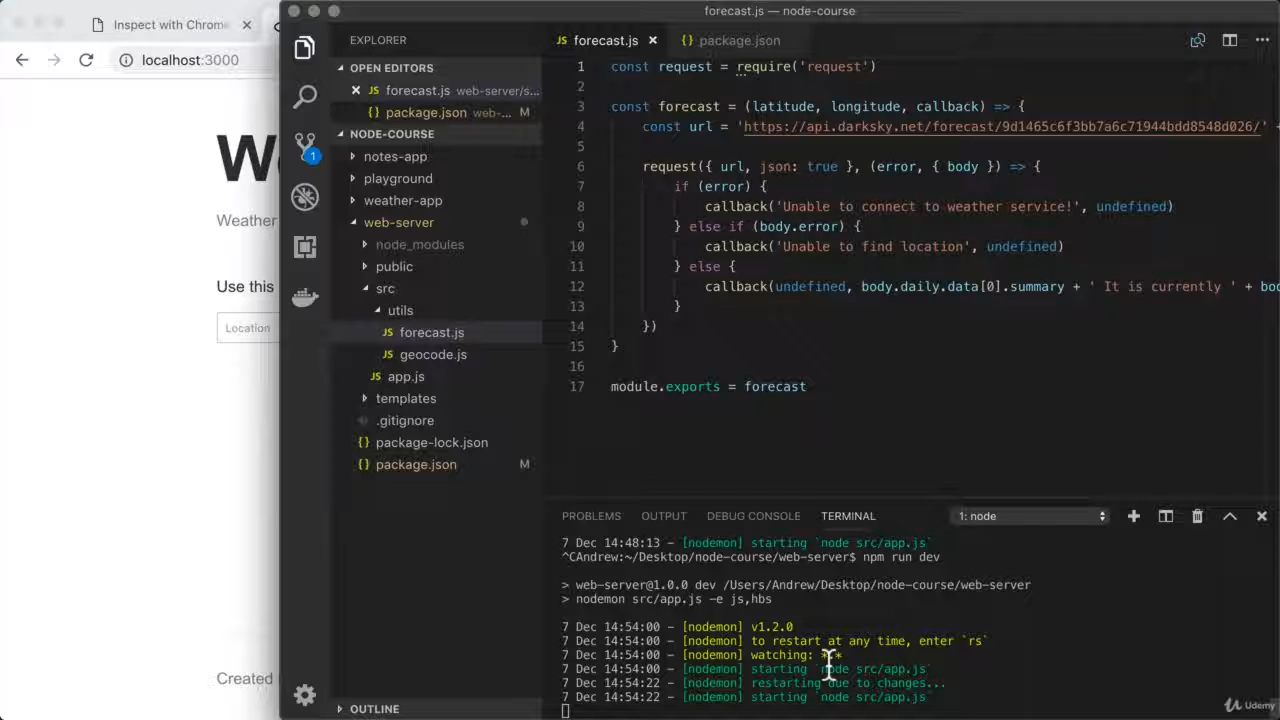 Inspect with Chrome
localhost:3000
Weather
Use this
Location
Created
forecast.js — node-course
EXPLORER
OPEN EDITORS
JS forecast.js web-server/s...
{} package.json web-... M
NODE-COURSE
notes-app
playground
weather-app
web-server
node_modules
public
src
utils
JS forecast.js
JS geocode.js
JS app.js
templates
.gitignore
{} package-lock.json
{} package.json M
OUTLINE
1
JS forecast.js
{} package.json
1 const request = require('request')
2
3 const forecast = (latitude, longitude, callback) => {
4 const url = 'https://api.darksky.net/forecast/9d1465c6f3bb7a6c71944bdd8548d026/' +
5
6 request({ url, json: true }, (error, { body }) => {
7 if (error) {
8 callback('Unable to connect to weather service!', undefined)
9 } else if (body.error) {
10 callback('Unable to find location', undefined)
11 } else {
12 callback(undefined, body.daily.data[0].summary + ' It is currently ' + bo
13 }
14 })
15 }
16
17 module.exports = forecast
PROBLEMS OUTPUT DEBUG CONSOLE TERMINAL 1: node
7 Dec 14:48:13 - [nodemon] starting `node src/app.js`
^CAndrew:~/Desktop/node-course/web-server$ npm run dev
> web-server@1.0.0 dev /Users/Andrew/Desktop/node-course/web-server
> nodemon src/app.js -e js,hbs
7 Dec 14:54:00 - [nodemon] v1.2.0
7 Dec 14:54:00 - [nodemon] to restart at any time, enter `rs`
7 Dec 14:54:00 - [nodemon] watching: *.*
7 Dec 14:54:00 - [nodemon] starting `node src/app.js`
7 Dec 14:54:22 - [nodemon] restarting due to changes...
7 Dec 14:54:22 - [nodemon] starting `node src/app.js`
Udemy